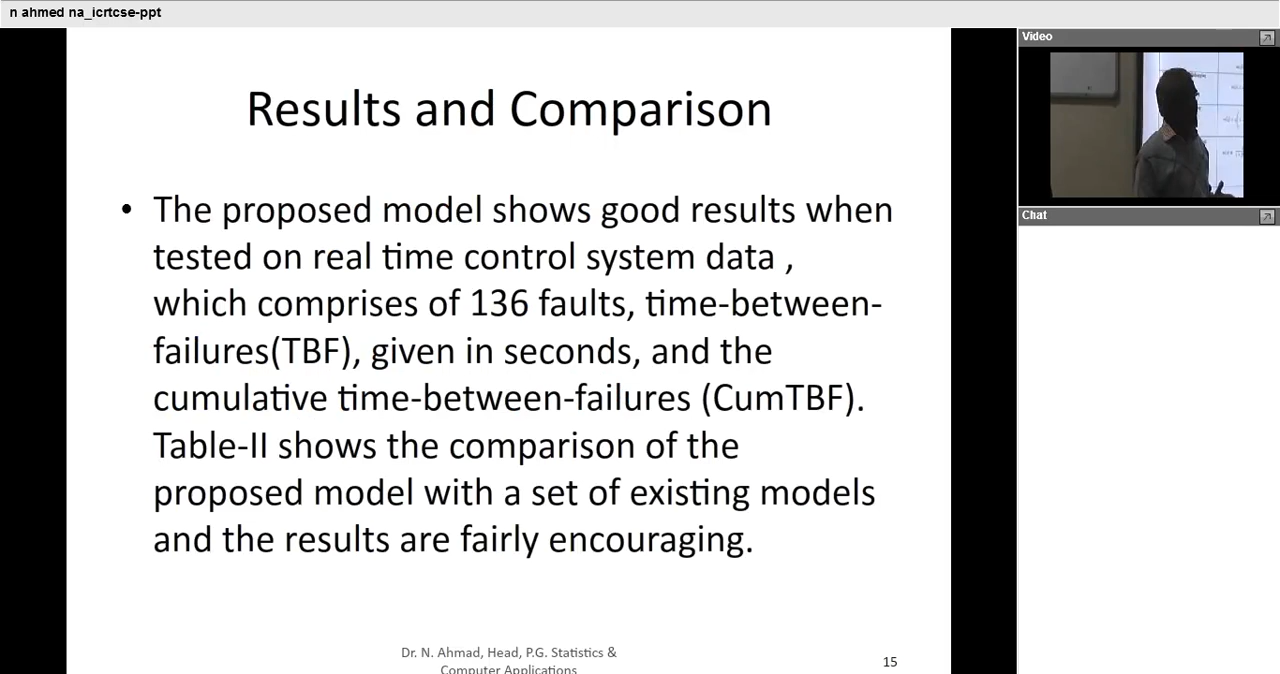 n ahmed na_icrtcse-ppt
Video
Results and Comparison
• The proposed model shows good results when
tested on real time control system data ,
which comprises of 136 faults, time-between-
failures(TBF), given in seconds, and the
cumulative time-between-failures (CumTBF).
Table-II shows the comparison of the
proposed model with a set of existing models
and the results are fairly encouraging.
Dr. N. Ahmad, Head, P.G. Statistics &
Computer Applications
15
Chat